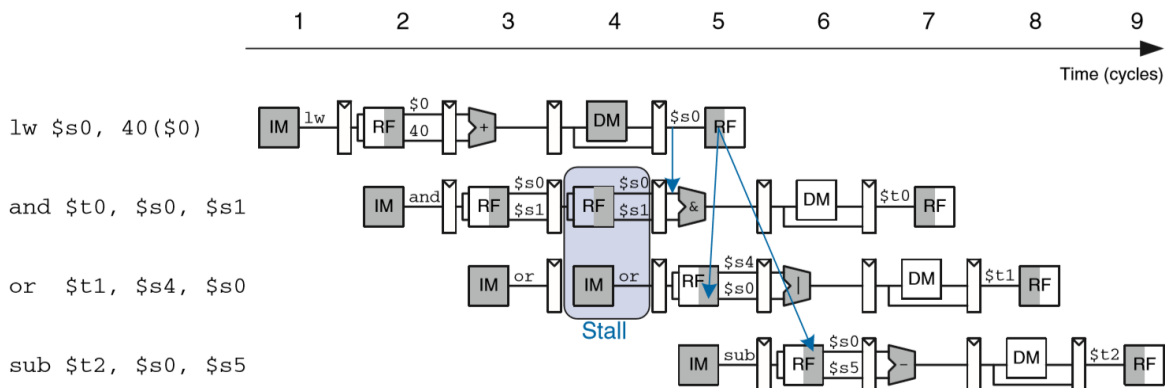 1 2 3 4 5 6 7 8 9
Time (cycles)
lw $s0, 40($0) IM lw RF $0 40 + DM $s0 RF
and $t0, $s0, $s1 IM and RF $s0 $s1 RF $s0 $s1 & DM $t0 RF
or $t1, $s4, $s0 IM or IM or RF $s4 $s0 | DM $t1 RF
Stall
sub $t2, $s0, $s5 IM sub RF $s0 $s5 - DM $t2 RF